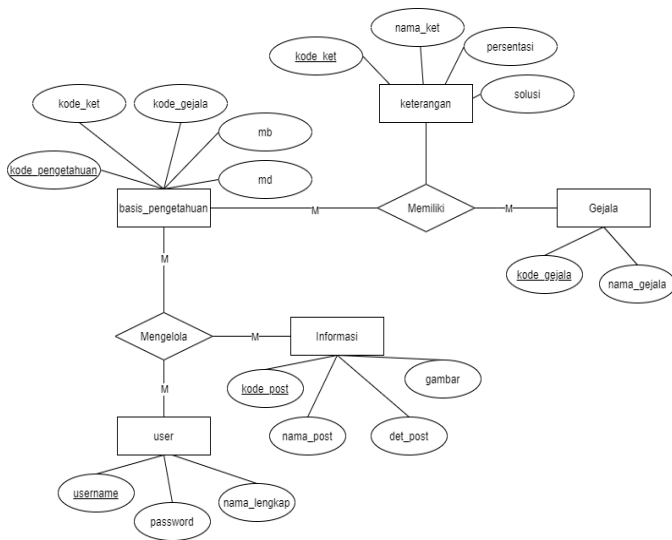 nama_ket
kode_ket
persentasi
keterangan
solusi
kode_ket
kode_gejala
mb
kode_pengetahuan
md
basis_pengetahuan
M
Memiliki
M
Gejala
kode_gejala
nama_gejala
M
Mengelola
M
Informasi
kode_post
gambar
M
nama_post
det_post
user
username
password
nama_lengkap